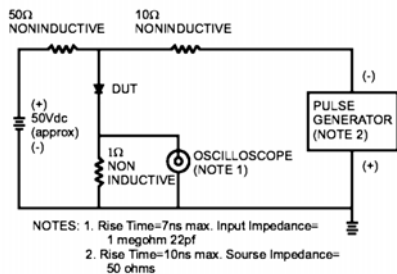 50Ω
NONINDUCTIVE
10Ω
NONINDUCTIVE
(+)
50Vdc
(approx)
(-)
DUT
1Ω
NON
INDUCTIVE
OSCILLOSCOPE
(NOTE 1)
(-)
PULSE
GENERATOR
(NOTE 2)
(+)
NOTES: 1. Rise Time=7ns max. Input Impedance=
1 megohm 22pf
2. Rise Time=10ns max. Sourse Impedance=
50 ohms